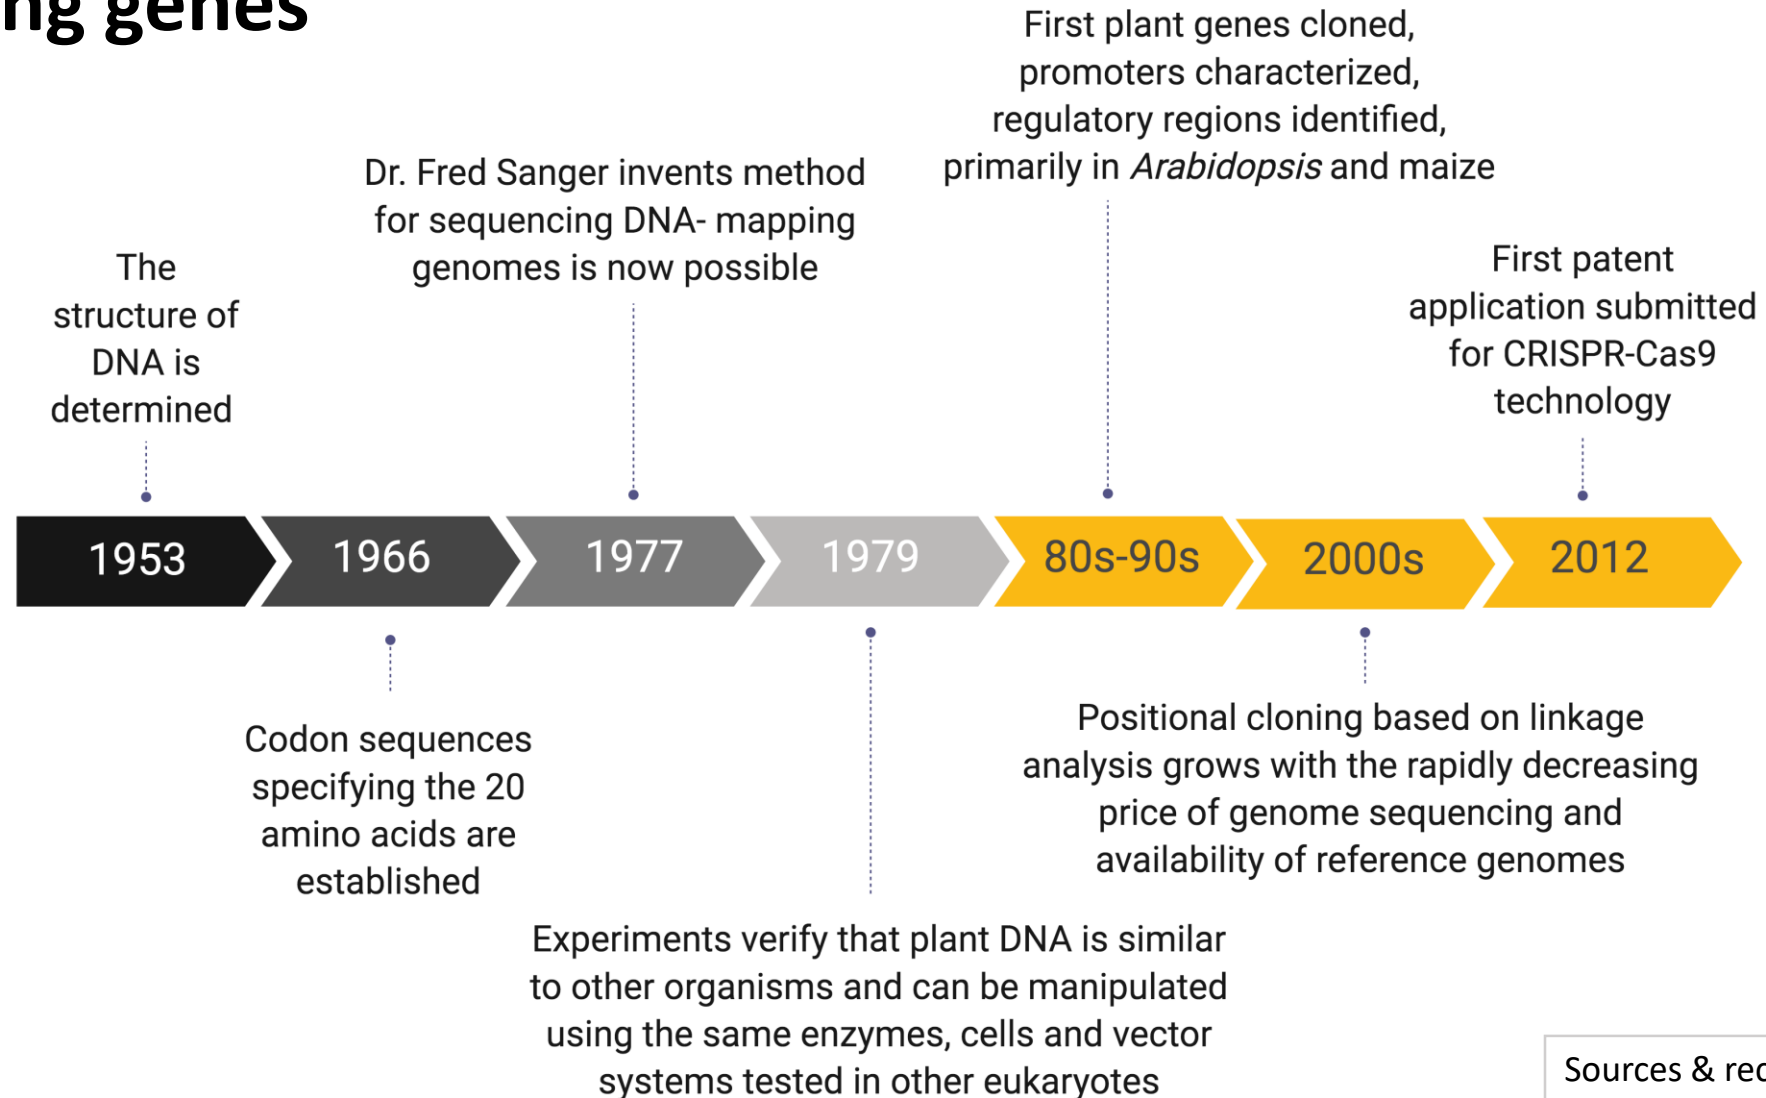 ng genes
First plant genes cloned,
promoters characterized,
regulatory regions identified,
primarily in Arabidopsis and maize
Dr. Fred Sanger invents method
for sequencing DNA- mapping
genomes is now possible
The
structure of
DNA is
determined
First patent
application submitted
for CRISPR-Cas9
technology
1953
1966
1977
1979
80s-90s
2000s
2012
Codon sequences
specifying the 20
amino acids are
established
Positional cloning based on linkage
analysis grows with the rapidly decreasing
price of genome sequencing and
availability of reference genomes
Experiments verify that plant DNA is similar
to other organisms and can be manipulated
using the same enzymes, cells and vector
systems tested in other eukaryotes
Sources &